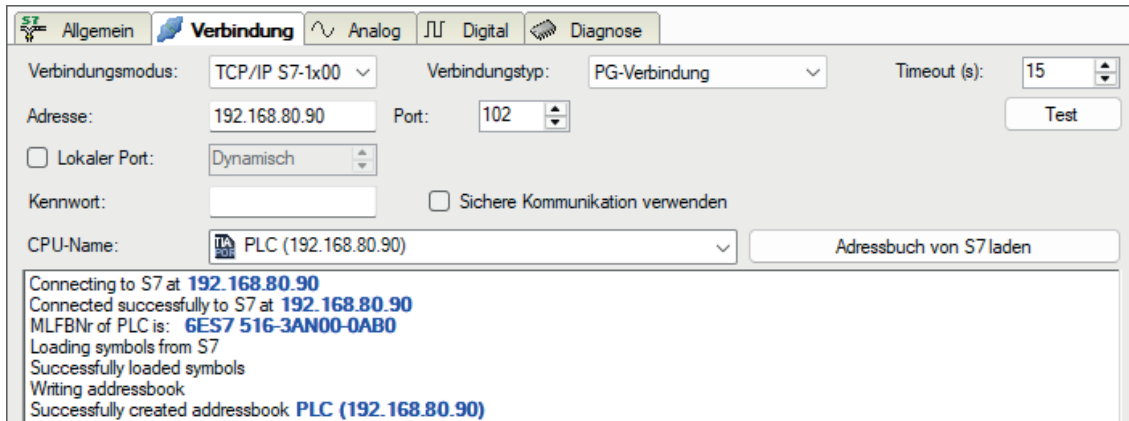 S7 Allgemein Verbindung Analog Digital Diagnose
Verbindungsmodus: TCP/IP S7-1x00 Verbindungstyp: PG-Verbindung Timeout (s): 15
Adresse: 192.168.80.90 Port: 102 Test
Lokaler Port: Dynamisch
Kennwort: Sichere Kommunikation verwenden
CPU-Name: PLC (192.168.80.90) Adressbuch von S7 laden
Connecting to S7 at 192.168.80.90
Connected successfully to S7 at 192.168.80.90
MLFBNr of PLC is: 6ES7 516-3AN00-0AB0
Loading symbols from S7
Successfully loaded symbols
Writing addressbook
Successfully created addressbook PLC (192.168.80.90)